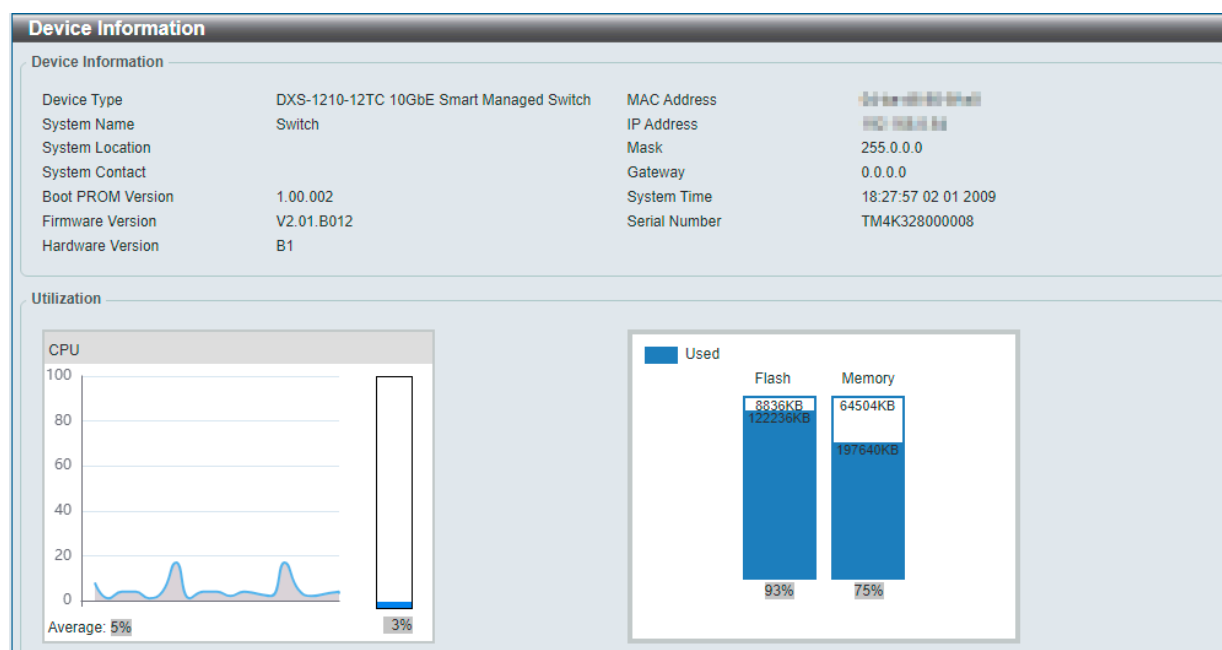 Device Information
Device Information
Device Type DXS-1210-12TC 10GbE Smart Managed Switch MAC Address
System Name Switch IP Address
System Location Mask 255.0.0.0
System Contact Gateway 0.0.0.0
Boot PROM Version 1.00.002 System Time 18:27:57 02 01 2009
Firmware Version V2.01.B012 Serial Number TM4K328000008
Hardware Version B1
Utilization
CPU
100
80
60
40
20
0
Average: 5% 3%
Used
Flash Memory
8836KB 64504KB
122236KB
197640KB
93% 75%